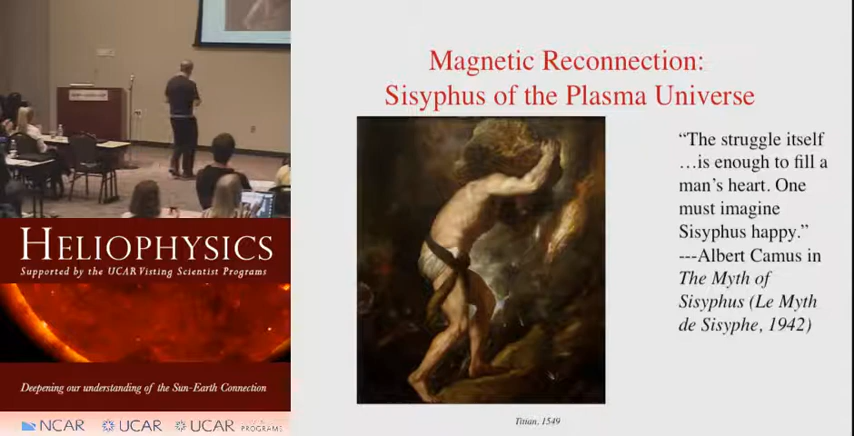 HELIOPHYSICS
Supported by the UCAR Visting Scientist Programs
Deepening our understanding of the Sun-Earth Connection
NCAR UCAR UCAR PROGRAMS
Magnetic Reconnection:
Sisyphus of the Plasma Universe
“The struggle itself
…is enough to fill a
man’s heart. One
must imagine
Sisyphus happy.”
---Albert Camus in
The Myth of
Sisyphus (Le Myth
de Sisyphe, 1942)
Titian, 1549